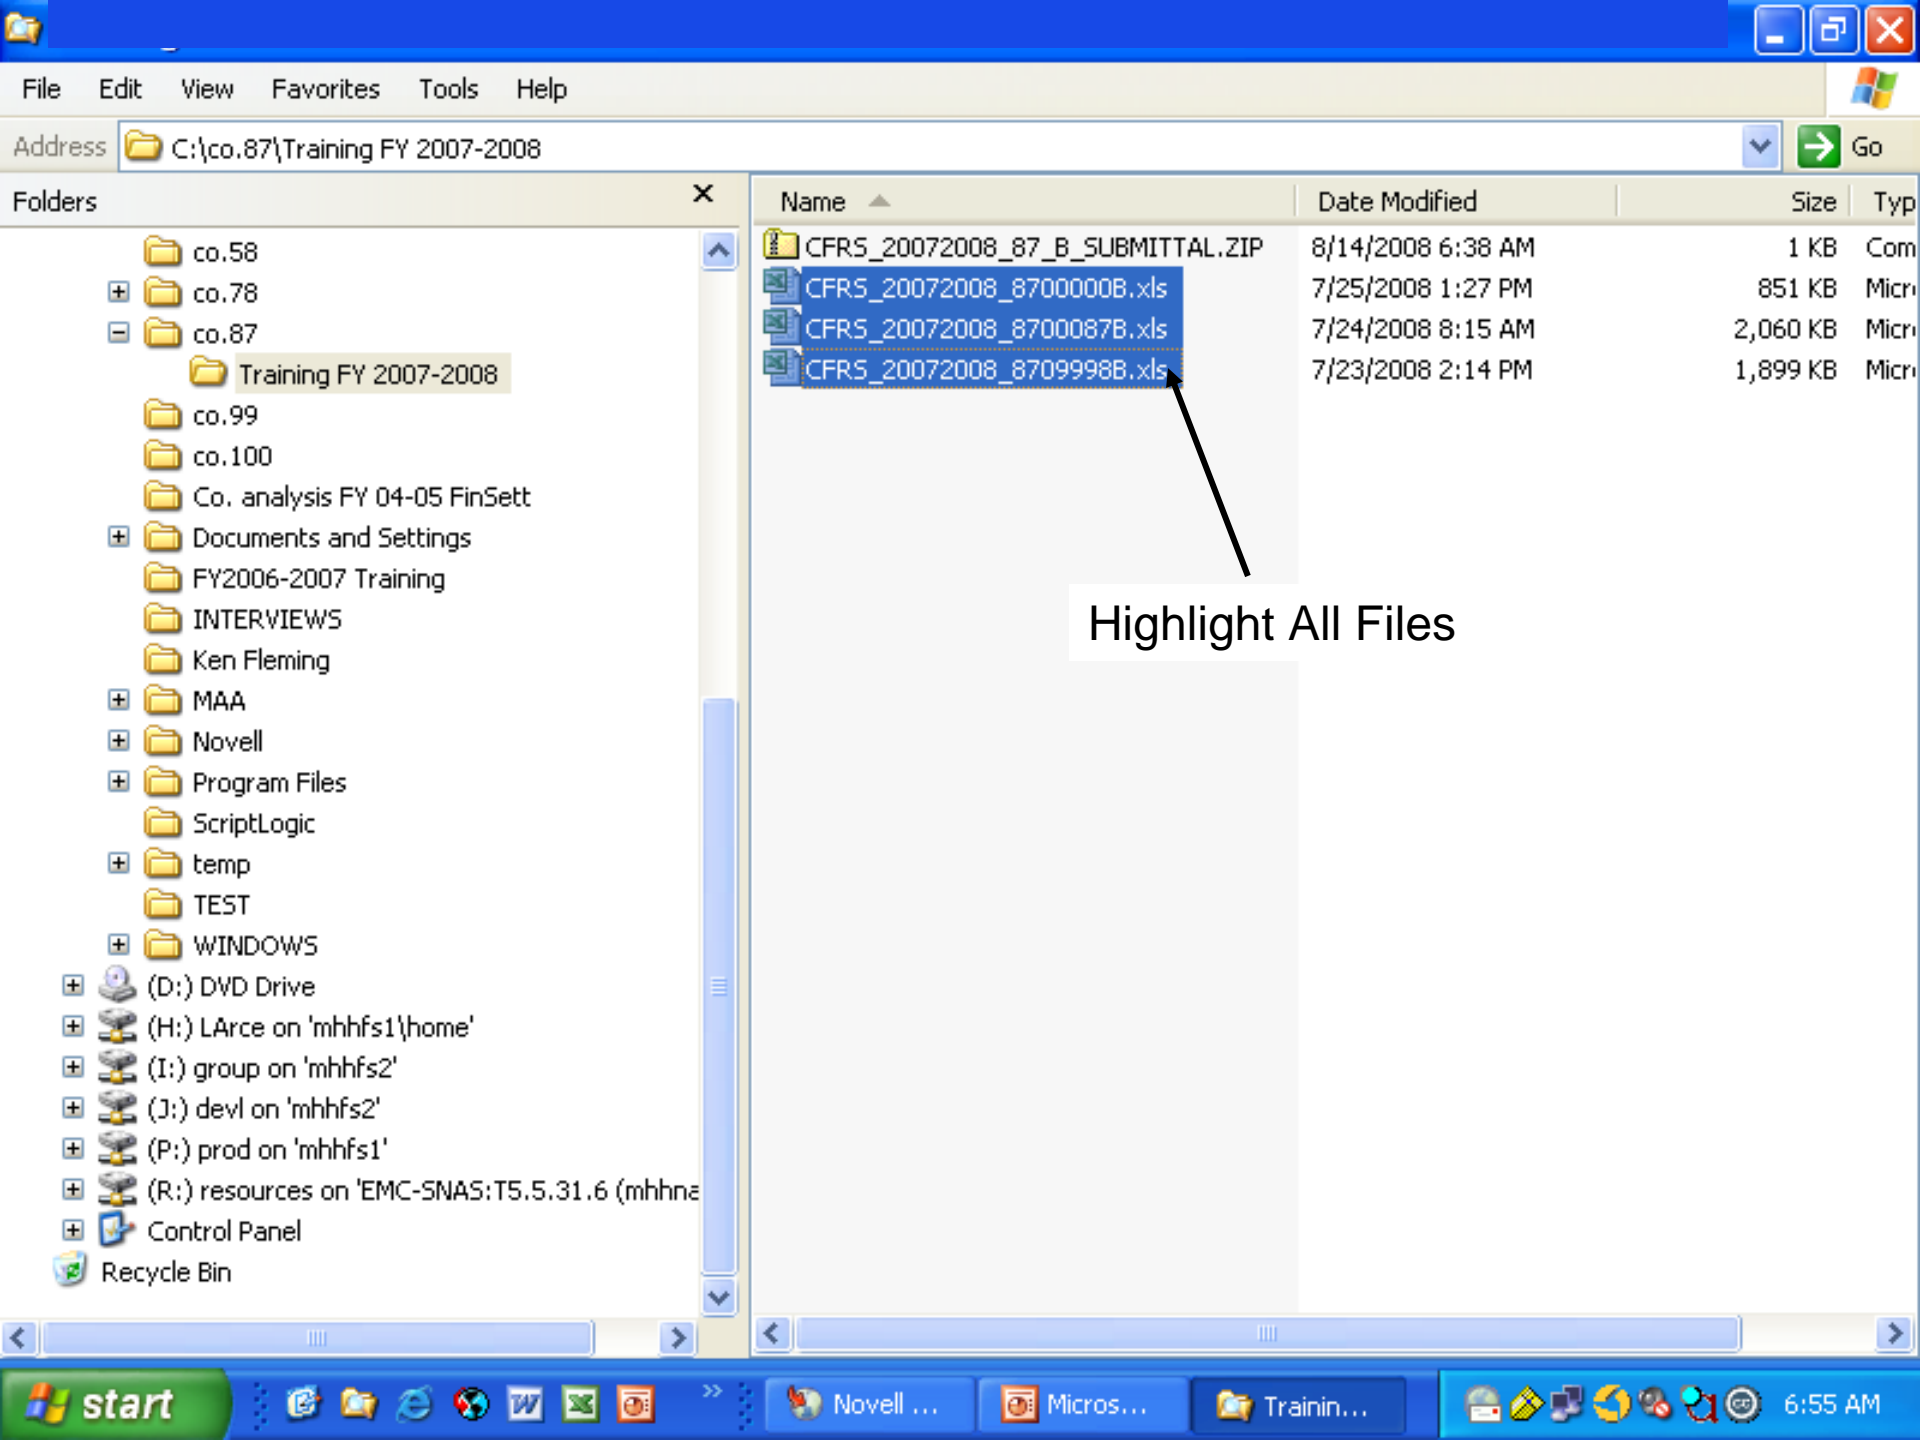 File Edit View Favorites Tools Help
Address C:\co.87\Training FY 2007-2008 Go
Folders
co.58
co.78
co.87
Training FY 2007-2008
co.99
co.100
Co. analysis FY 04-05 FinSett
Documents and Settings
FY2006-2007 Training
INTERVIEWS
Ken Fleming
MAA
Novell
Program Files
ScriptLogic
temp
TEST
WINDOWS
(D:) DVD Drive
(H:) LArce on 'mhhfs1\home'
(I:) group on 'mhhfs2'
(J:) devl on 'mhhfs2'
(P:) prod on 'mhhfs1'
(R:) resources on 'EMC-SNAS:T5.5.31.6 (mhhna
Control Panel
Recycle Bin
Name Date Modified Size Typ
CFRS_20072008_87_B_SUBMITTAL.ZIP 8/14/2008 6:38 AM 1 KB Com
CFRS_20072008_8700000B.xls 7/25/2008 1:27 PM 851 KB Micr
CFRS_20072008_8700087B.xls 7/24/2008 8:15 AM 2,060 KB Micr
CFRS_20072008_8709998B.xls 7/23/2008 2:14 PM 1,899 KB Micr
Highlight All Files
start Novell ... Micros... Trainin... 6:55 AM